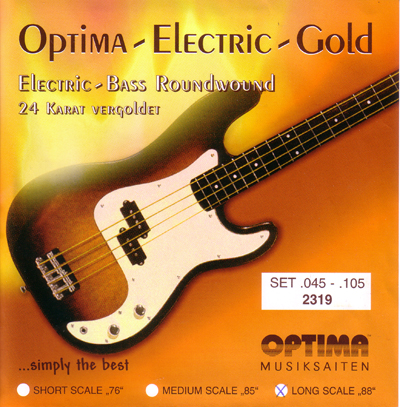 Optima - Electric - Gold
Electric - Bass Roundwound
24 Karat vergoldet
SET .045 - .105
2319
OPTIMA
MUSIKSAITEN
...simply the best
SHORT SCALE „76“ MEDIUM SCALE „85“ LONG SCALE „88“